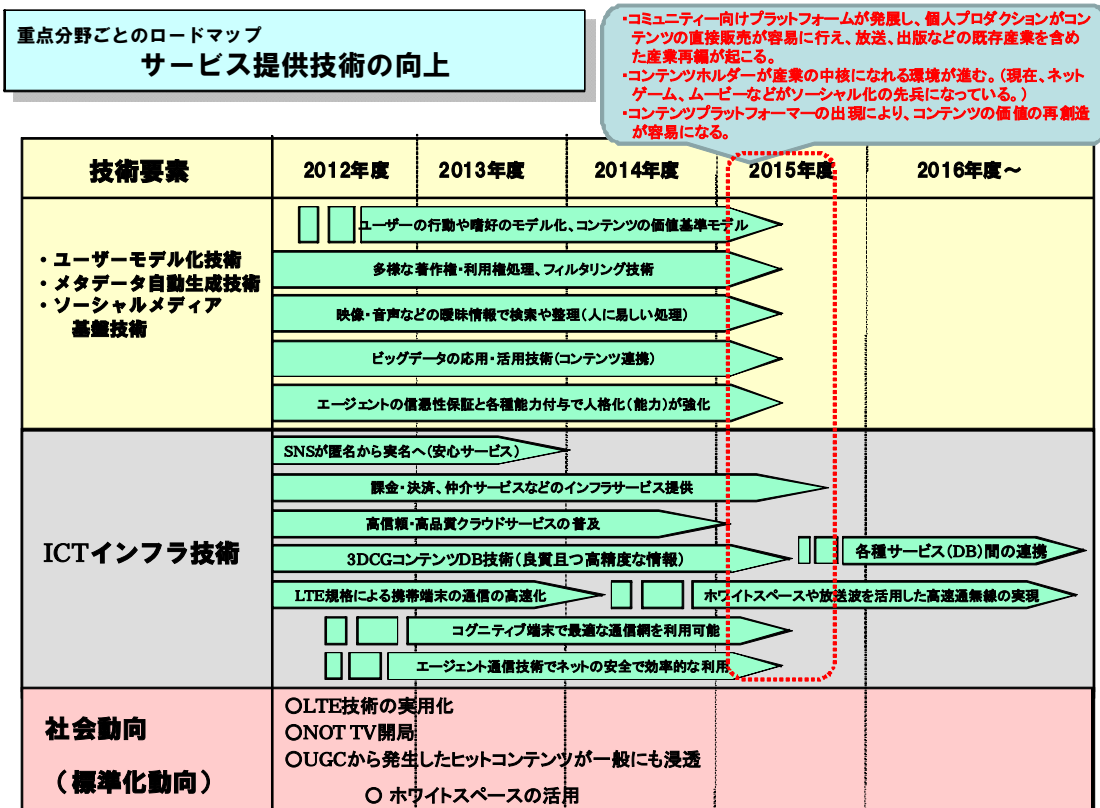 重点分野ごとのロードマップ
サービス提供技術の向上
・コミュニティー向けプラットフォームが発展し、個人プロダクションがコン
テンツの直接販売が容易に行え、放送、出版などの既存産業を含め
た産業再編が起こる。
・コンテンツホルダーが産業の中核になれる環境が進む。(現在、ネット
ゲーム、ムービーなどがソーシャル化の先兵になっている。)
・コンテンツプラットフォーマーの出現により、コンテンツの価値の再創造
が容易になる。
技術要素
2012年度
2013年度
2014年度
2015年度
2016年度～
・ユーザーモデル化技術
・メタデータ自動生成技術
・ソーシャルメディア
基盤技術
ユーザーの行動や嗜好のモデル化、コンテンツの価値基準モデル
多様な著作権・利用権処理、フィルタリング技術
映像・音声などの曖昧情報で検索や整理(人に易しい処理)
ビッグデータの応用・活用技術(コンテンツ連携)
エージェントの信憑性保証と各種能力付与で人格化(能力)が強化
ICTインフラ技術
SNSが匿名から実名へ(安心サービス)
課金・決済、仲介サービスなどのインフラサービス提供
高信頼・高品質クラウドサービスの普及
3DCGコンテンツDB技術(良質且つ高精度な情報)
各種サービス(DB)間の連携
LTE規格による携帯端末の通信の高速化
ホワイトスペースや放送波を活用した高速通無線の実現
コグニティブ端末で最適な通信網を利用可能
エージェント通信技術でネットの安全で効率的な利用
社会動向
(標準化動向)
○LTE技術の実用化
○NOT TV開局
○UGCから発生したヒットコンテンツが一般にも浸透
○ ホワイトスペースの活用